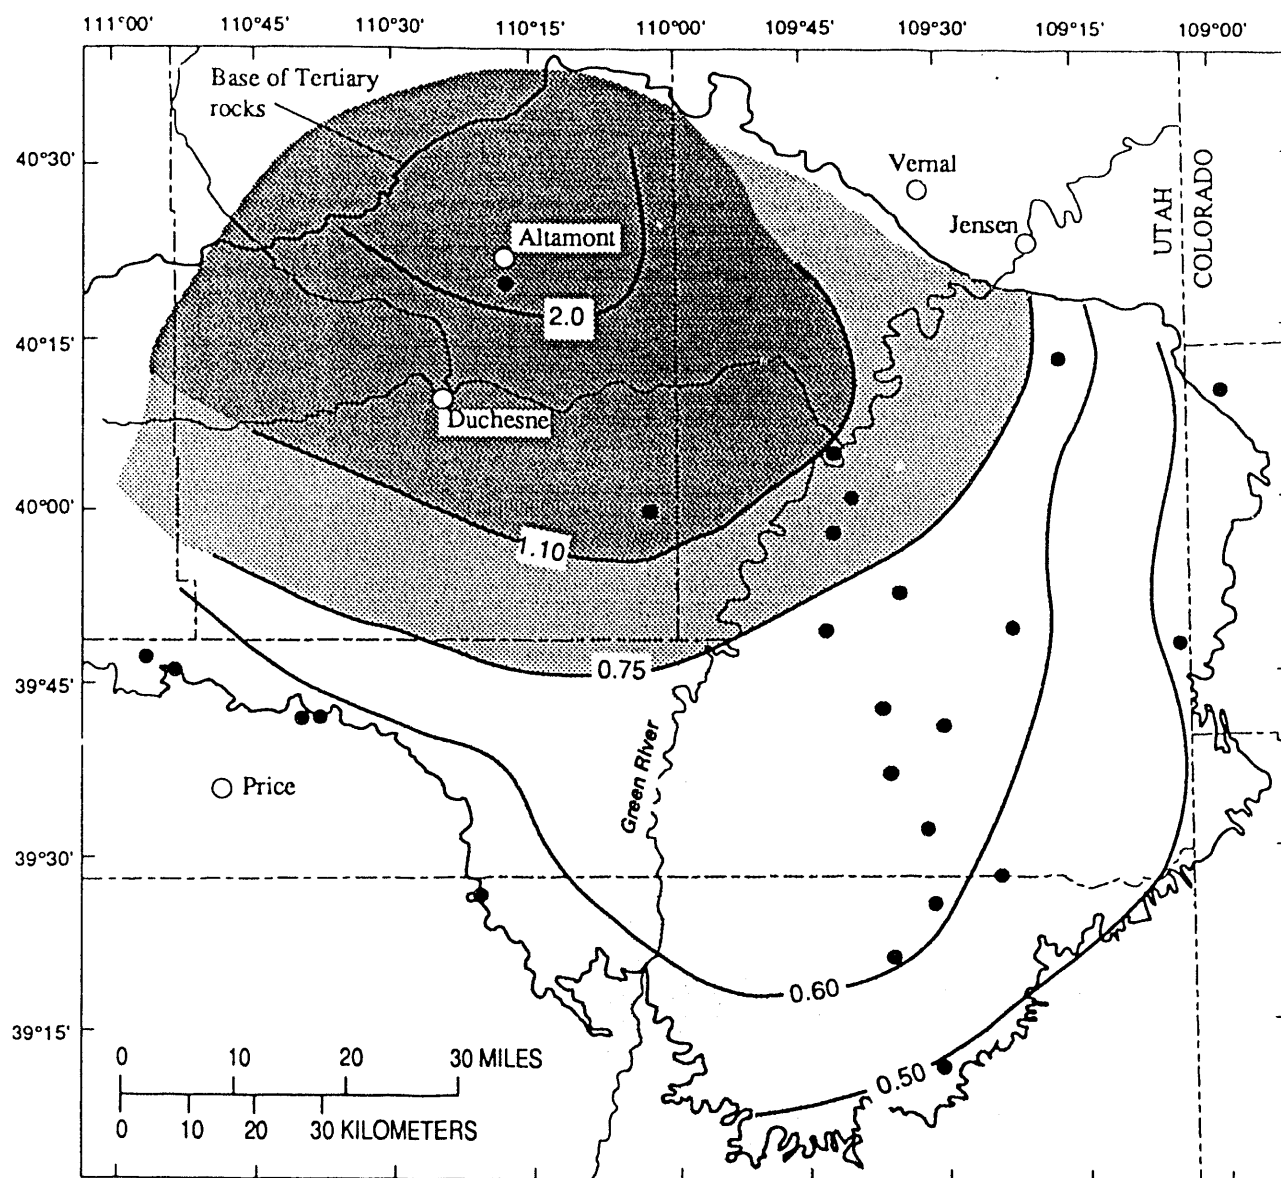 111°00' 110°45' 110°30' 110°15' 110°00' 109°45' 109°30' 109°15' 109°00'
Base of Tertiary
rocks
40°30'
Vernal
Jensen
UTAH
COLORADO
Altamont
2.0
40°15'
Duchesne
40°00'
1.10
0.75
39°45'
Green River
Price
39°30'
0.60
39°15'
0.50
0 10 20 30 MILES
0 10 20 30 KILOMETERS